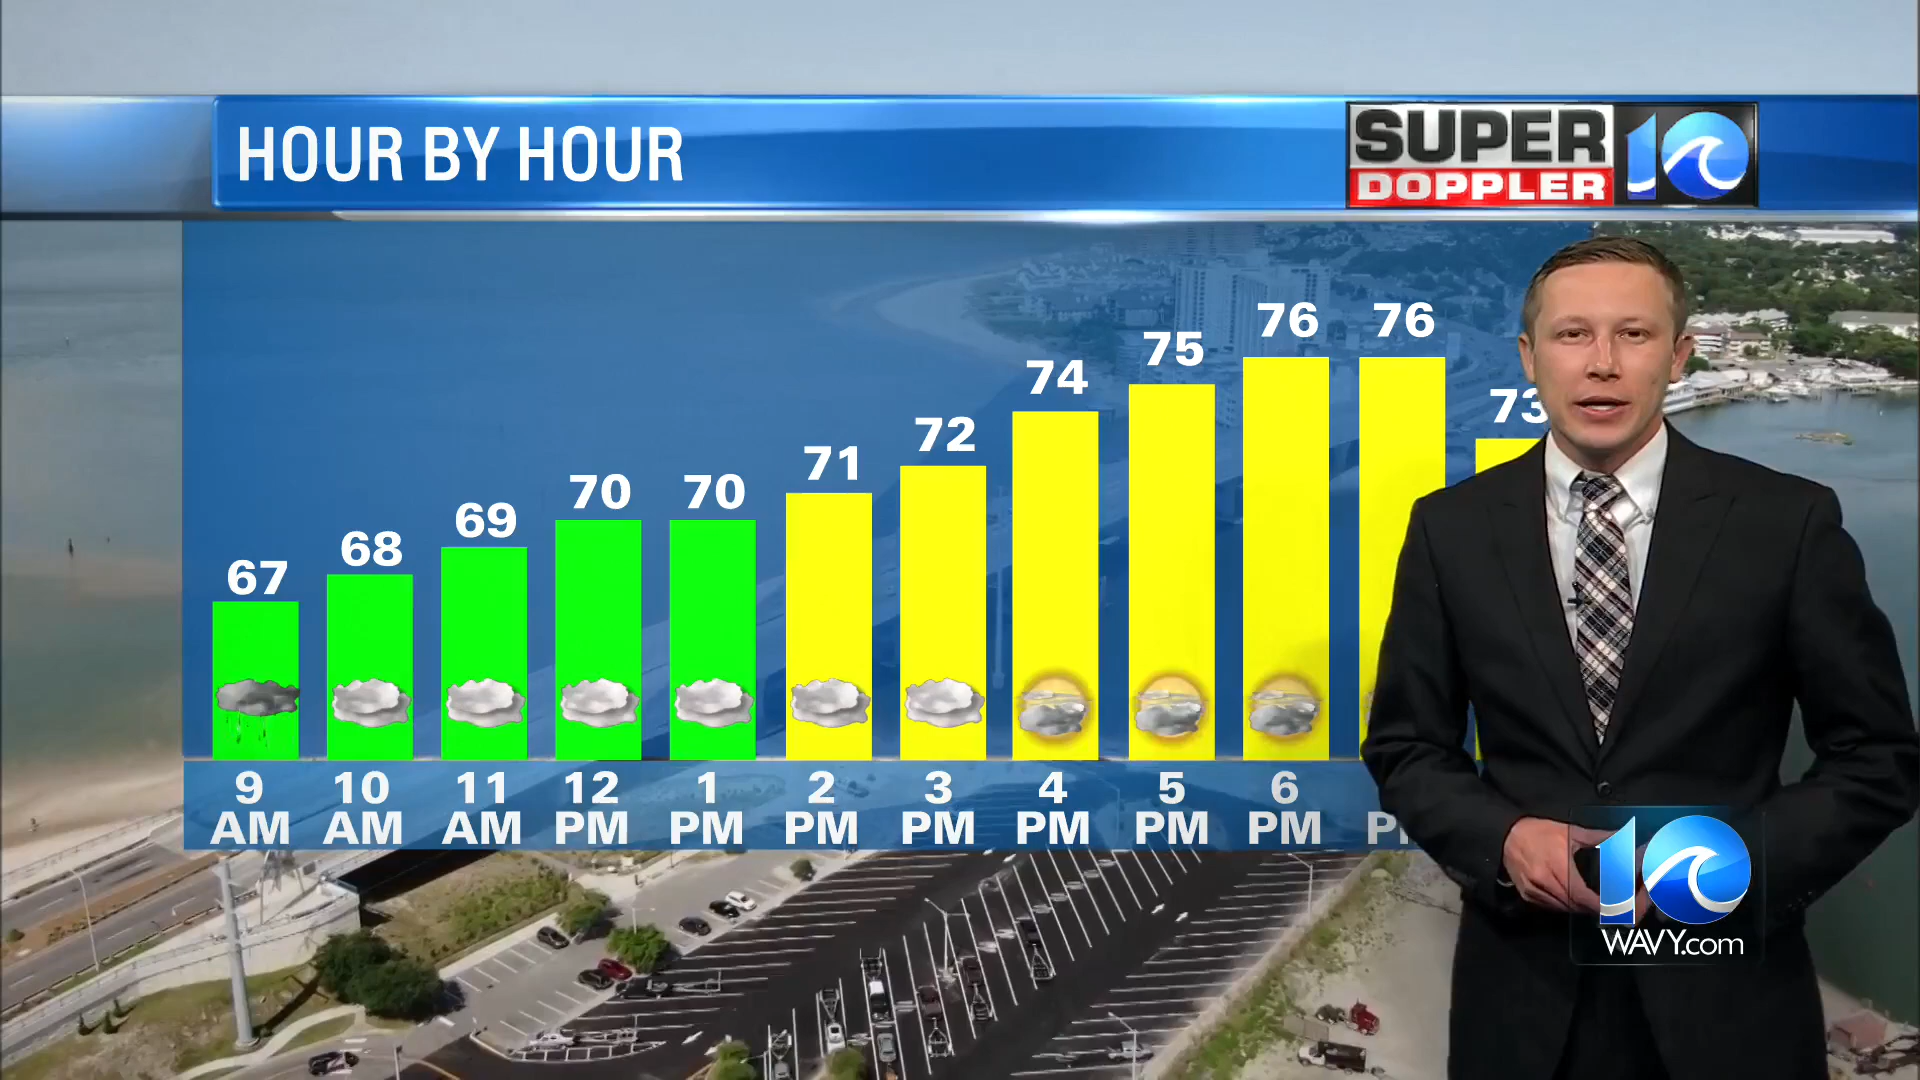 HOUR BY HOUR
SUPER
DOPPLER
10
67 68 69 70 70 71 72 74 75 76 76 73
9 10 11 12 1 2 3 4 5 6
AM AM AM PM PM PM PM PM PM PM
10
WAVY.com